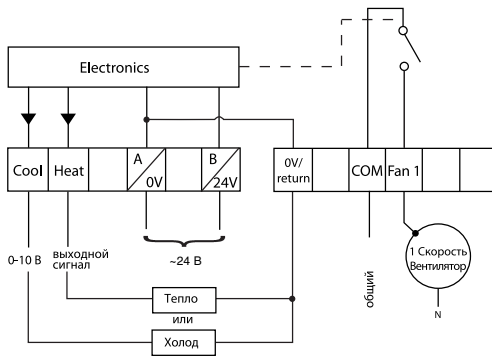 Electronics
Cool
Heat
A
0V
B
24V
0V/
return
COM
Fan 1
0–10 В
выходной
сигнал
~24 В
общий
1 Скорость
Вентилятор
N
Тепло
или
Холод